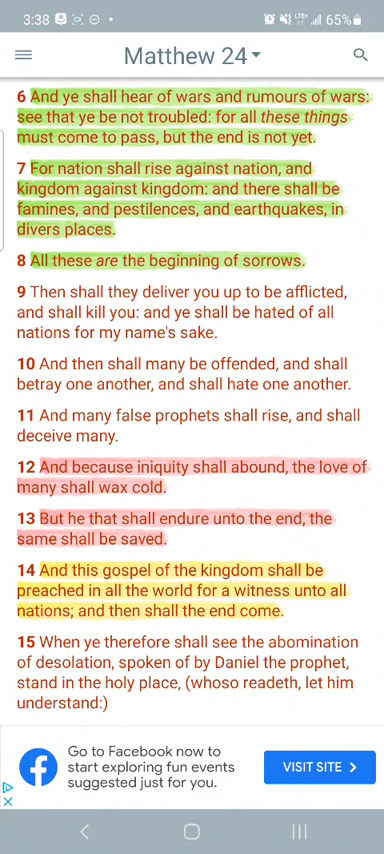 3:38 65%
Matthew 24
6 And ye shall hear of wars and rumours of wars:
see that ye be not troubled: for all these things
must come to pass, but the end is not yet.
7 For nation shall rise against nation, and
kingdom against kingdom: and there shall be
famines, and pestilences, and earthquakes, in
divers places.
8 All these are the beginning of sorrows.
9 Then shall they deliver you up to be afflicted,
and shall kill you: and ye shall be hated of all
nations for my name's sake.
10 And then shall many be offended, and shall
betray one another, and shall hate one another.
11 And many false prophets shall rise, and shall
deceive many.
12 And because iniquity shall abound, the love of
many shall wax cold.
13 But he that shall endure unto the end, the
same shall be saved.
14 And this gospel of the kingdom shall be
preached in all the world for a witness unto all
nations; and then shall the end come.
15 When ye therefore shall see the abomination
of desolation, spoken of by Daniel the prophet,
stand in the holy place, (whoso readeth, let him
understand:)
Go to Facebook now to
start exploring fun events
suggested just for you.
VISIT SITE